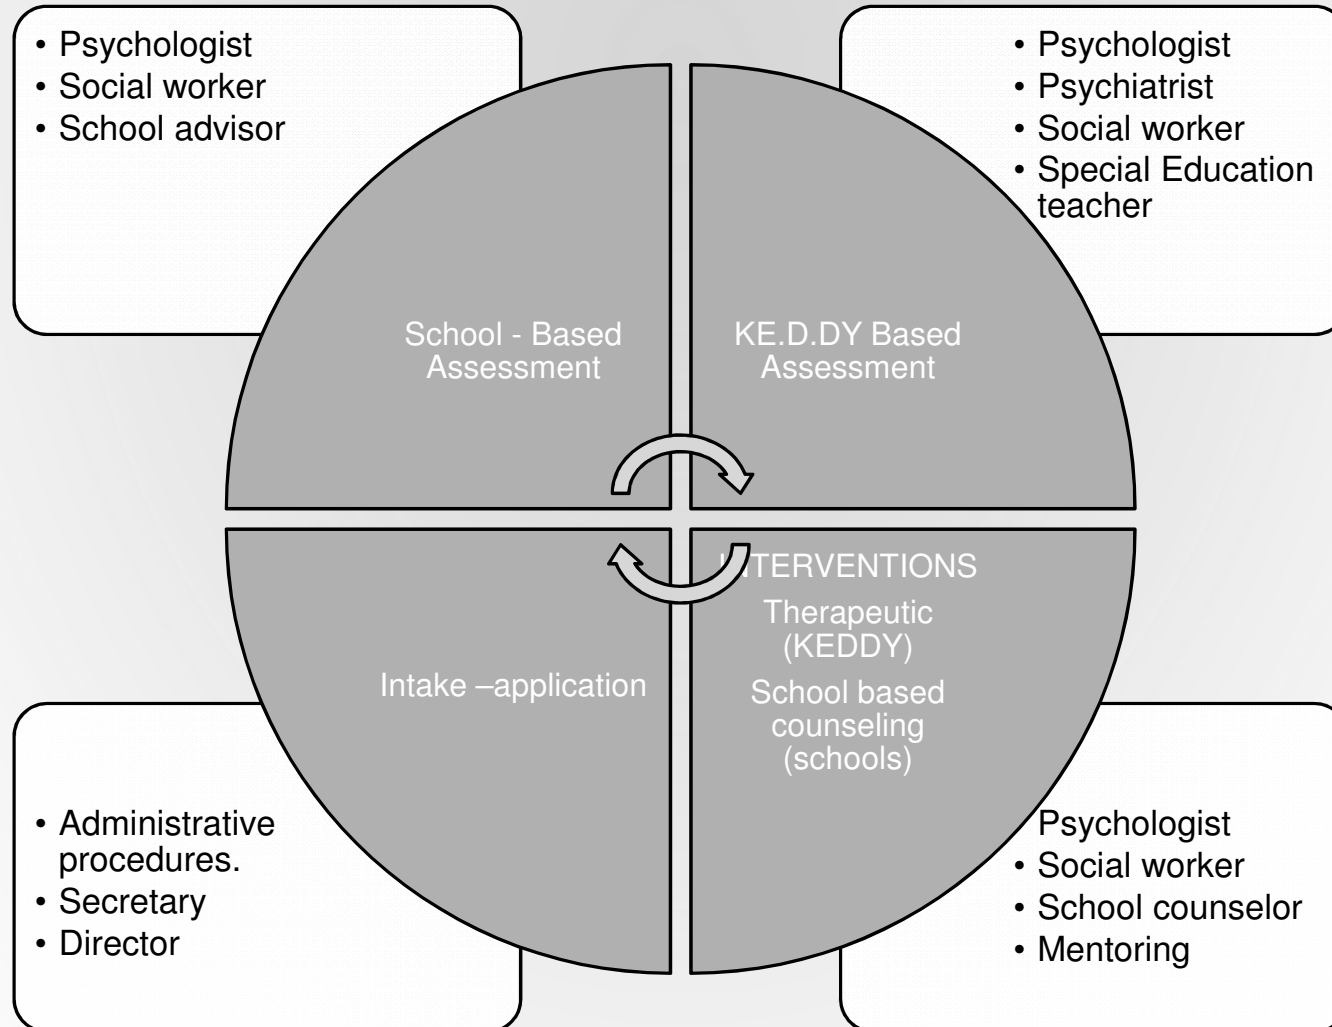 • Psychologist
• Social worker
• School advisor
• Psychologist
• Psychiatrist
• Social worker
• Special Education
teacher
School - Based
Assessment
KE.D.DY Based
Assessment
Intake –application
INTERVENTIONS
Therapeutic
(KEDDY)
School based
counseling
(schools)
• Administrative
procedures.
• Secretary
• Director
Psychologist
• Social worker
• School counselor
• Mentoring